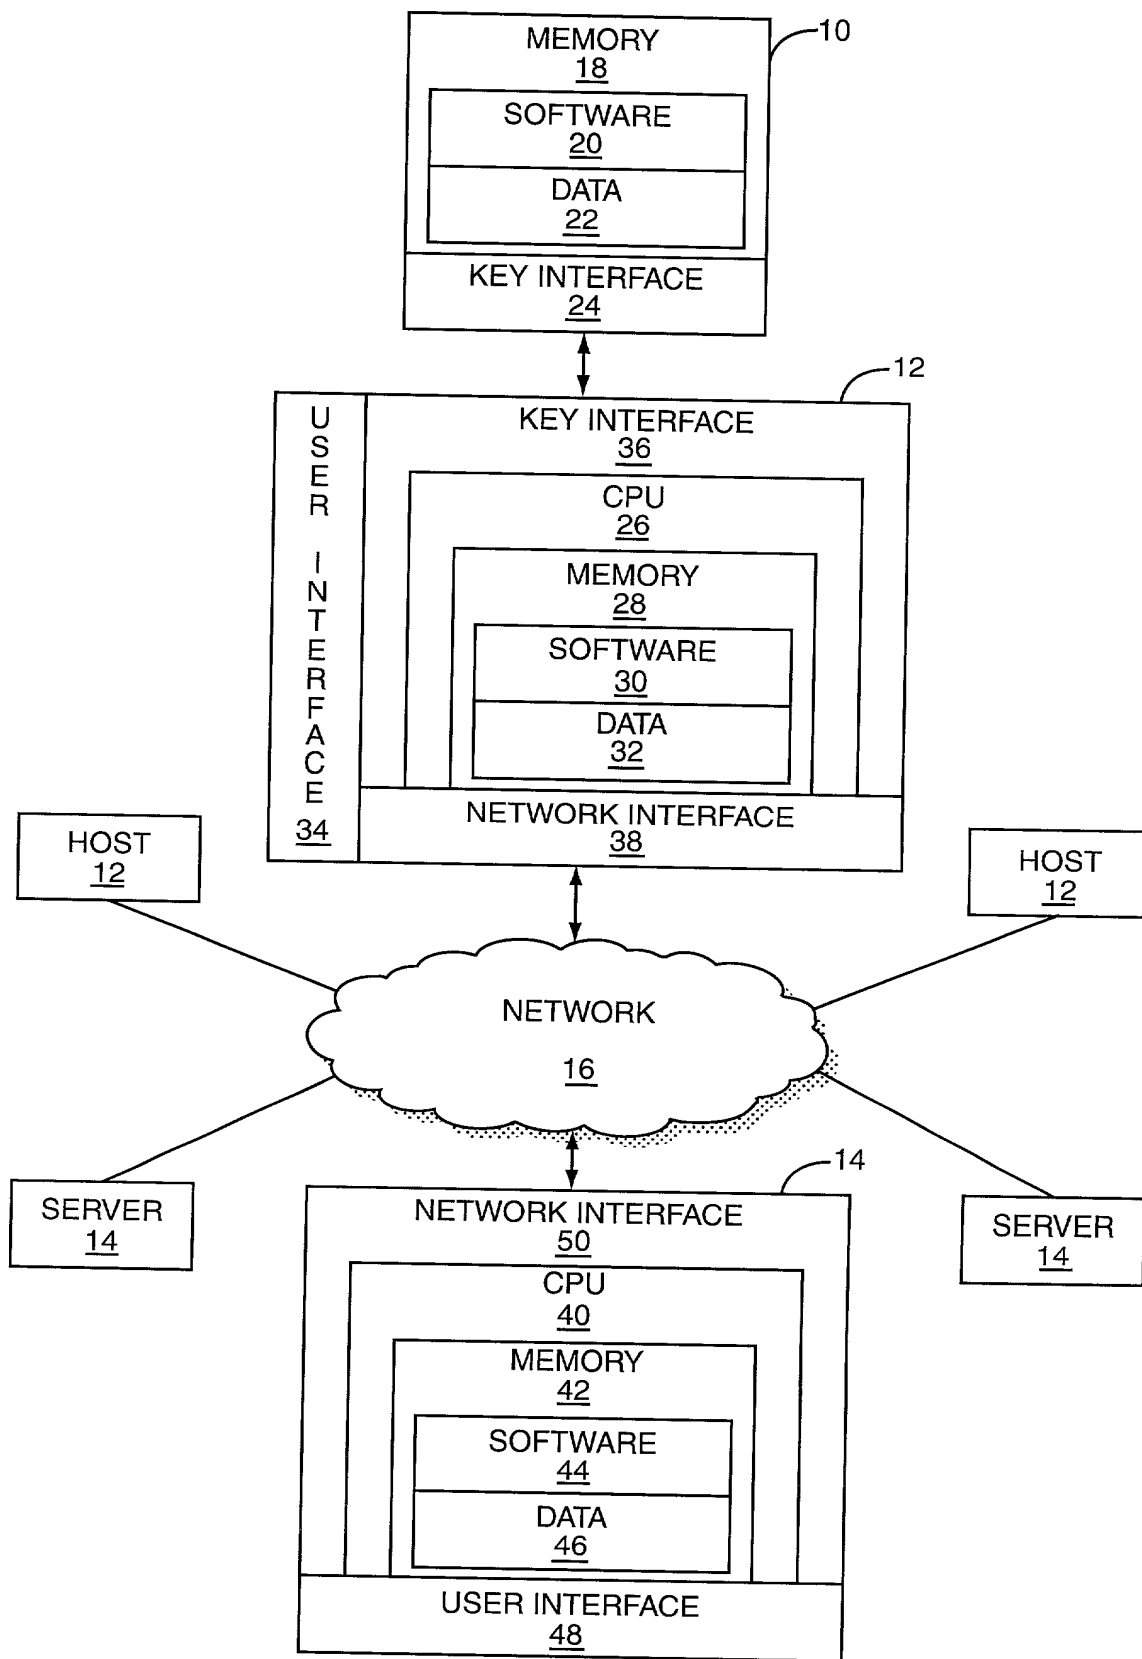 10
MEMORY
18
SOFTWARE
20
DATA
22
KEY INTERFACE
24
12
USER INTERFACE
34
KEY INTERFACE
36
CPU
26
MEMORY
28
SOFTWARE
30
DATA
32
NETWORK INTERFACE
38
HOST
12
HOST
12
NETWORK
16
SERVER
14
SERVER
14
14
NETWORK INTERFACE
50
CPU
40
MEMORY
42
SOFTWARE
44
DATA
46
USER INTERFACE
48